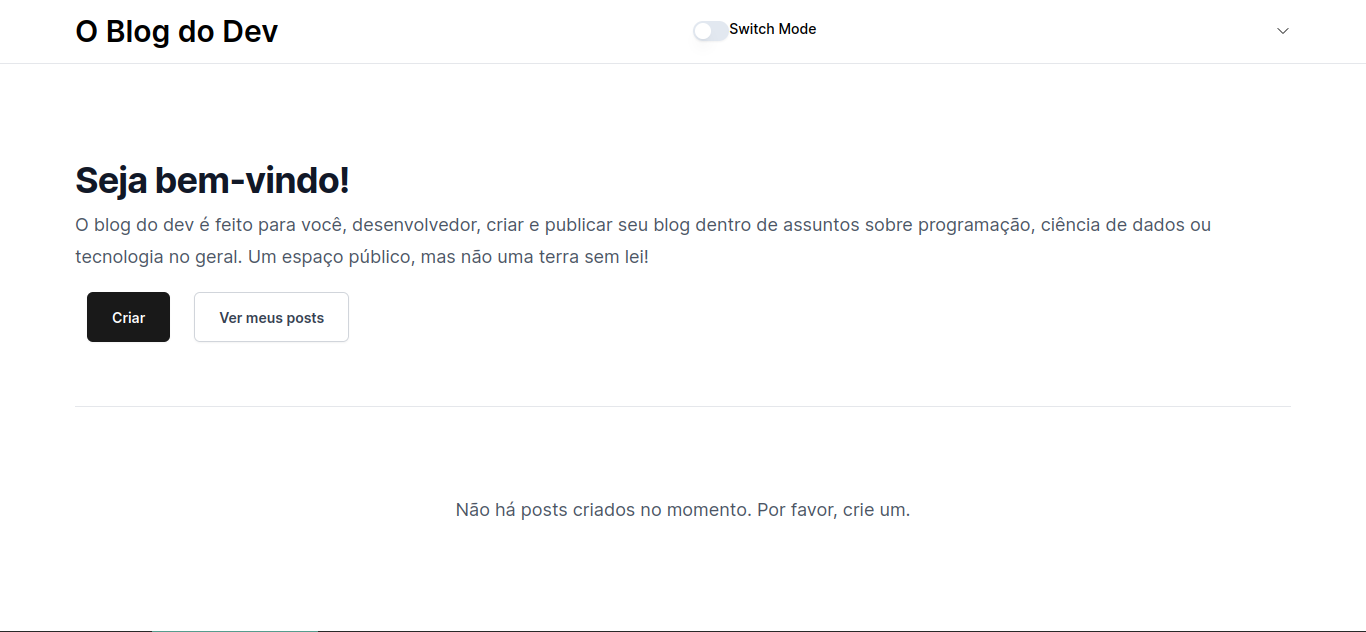 O Blog do Dev
Switch Mode
Seja bem-vindo!
O blog do dev é feito para você, desenvolvedor, criar e publicar seu blog dentro de assuntos sobre programação, ciência de dados ou
tecnologia no geral. Um espaço público, mas não uma terra sem lei!
Criar
Ver meus posts
Não há posts criados no momento. Por favor, crie um.